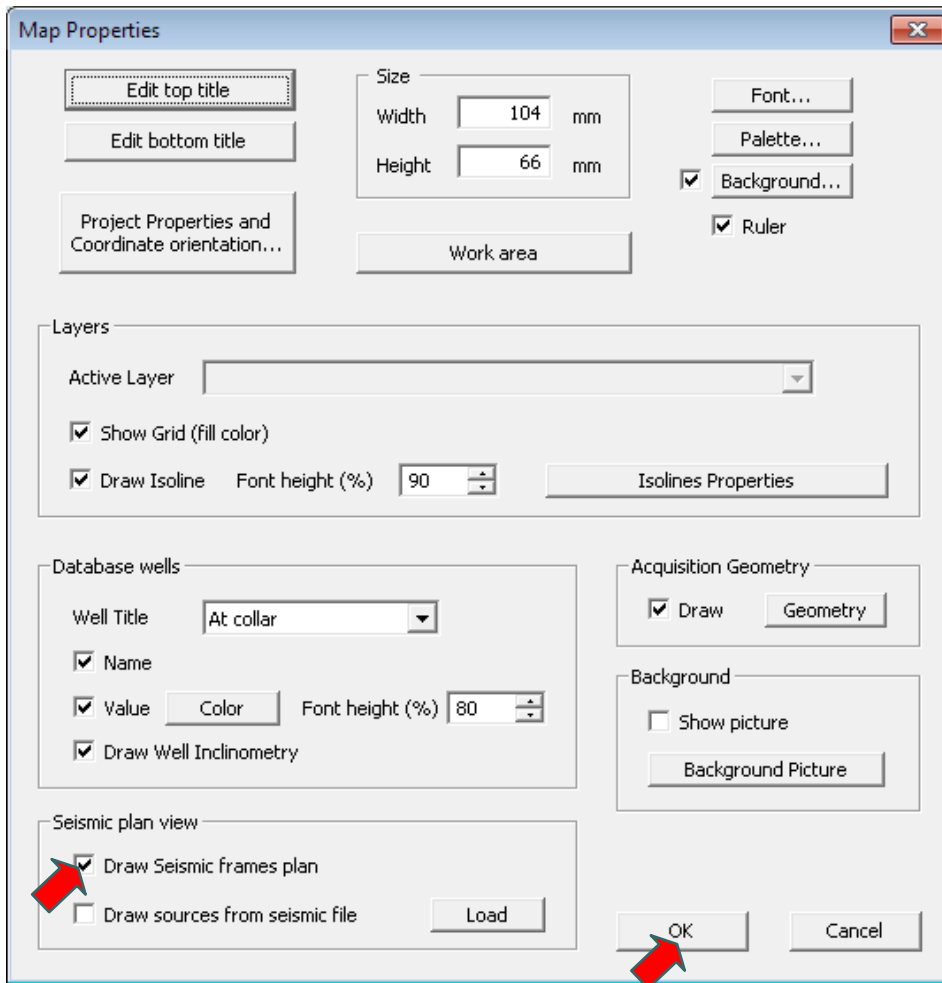 Map Properties
Edit top title
Edit bottom title
Project Properties and
Coordinate orientation...
Size
Width 104 mm
Height 66 mm
Work area
Font...
Palette...
Background...
Ruler
Layers
Active Layer
Show Grid (fill color)
Draw Isoline Font height (%) 90 Isolines Properties
Database wells
Well Title At collar
Name
Value Color Font height (%) 80
Draw Well Inclinometry
Acquisition Geometry
Draw Geometry
Background
Show picture
Background Picture
Seismic plan view
Draw Seismic frames plan
Draw sources from seismic file Load
OK Cancel